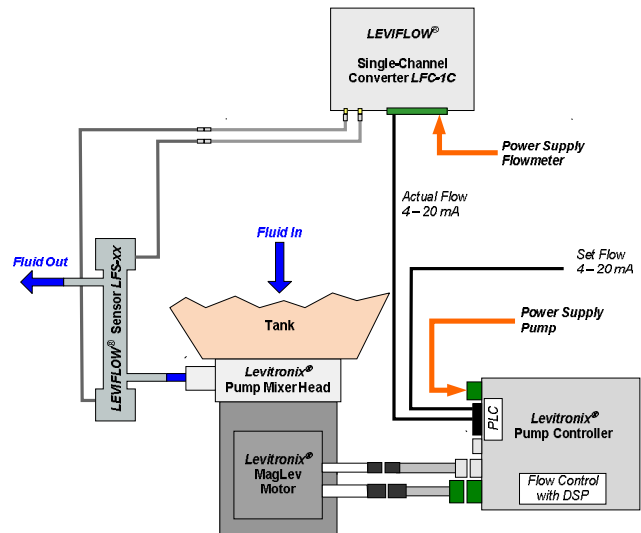 LEVIFLOW®
Single-Channel
Converter LFC-1C
Power Supply
Flowmeter
Actual Flow
4 – 20 mA
Fluid In
Set Flow
4 – 20 mA
Fluid Out
LEVIFLOW® Sensor LFS-xx
Tank
Power Supply
Pump
Levitronix®
Pump Mixer Head
PLC
Levitronix®
Pump Controller
Levitronix®
MagLev
Motor
Flow Control
with DSP